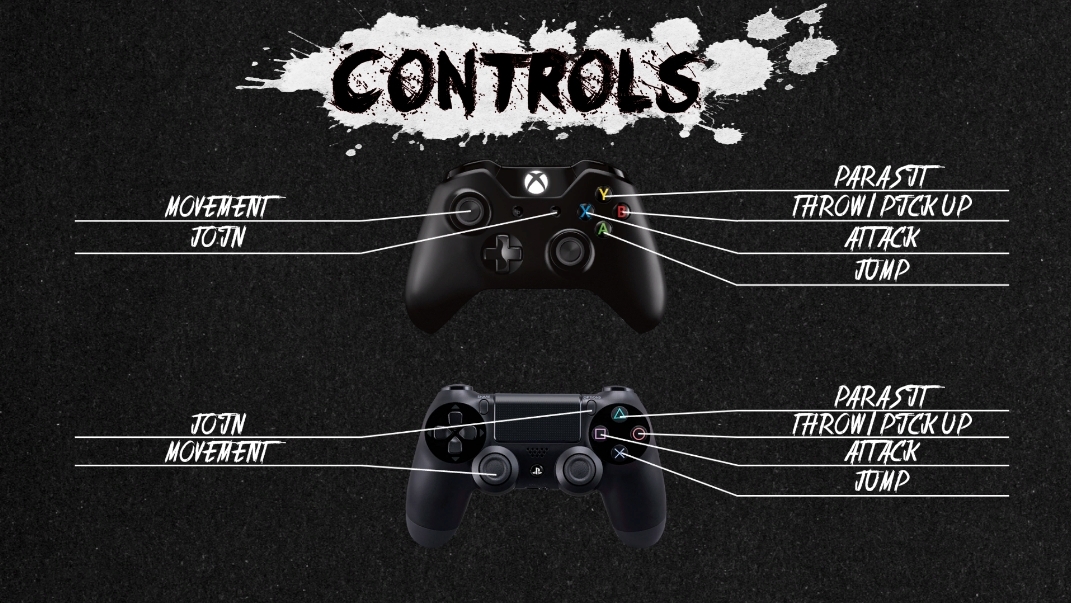 CONTROLS
MOVEMENT
JOIN
PARASIT
THROW / PICK UP
ATTACK
JUMP
Y
X
B
A
JOIN
MOVEMENT
PARASIT
THROW / PICK UP
ATTACK
JUMP